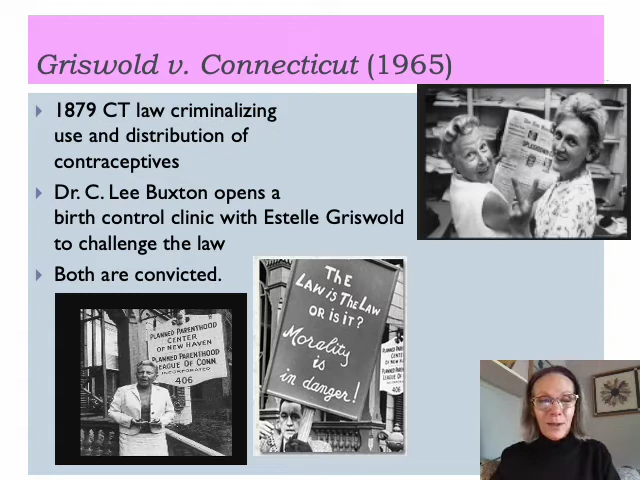 Griswold v. Connecticut (1965)
1879 CT law criminalizing
use and distribution of
contraceptives
Dr. C. Lee Buxton opens a
birth control clinic with Estelle Griswold
to challenge the law
Both are convicted.
PLANNED PARENTHOOD
CENTER
OF NEW HAVEN
PLANNED PARENTHOOD
LEAGUE OF CONN.
INCORPORATED
406
THE
LAW is THE LAW
OR IS IT?
Morality
is
in danger!
406